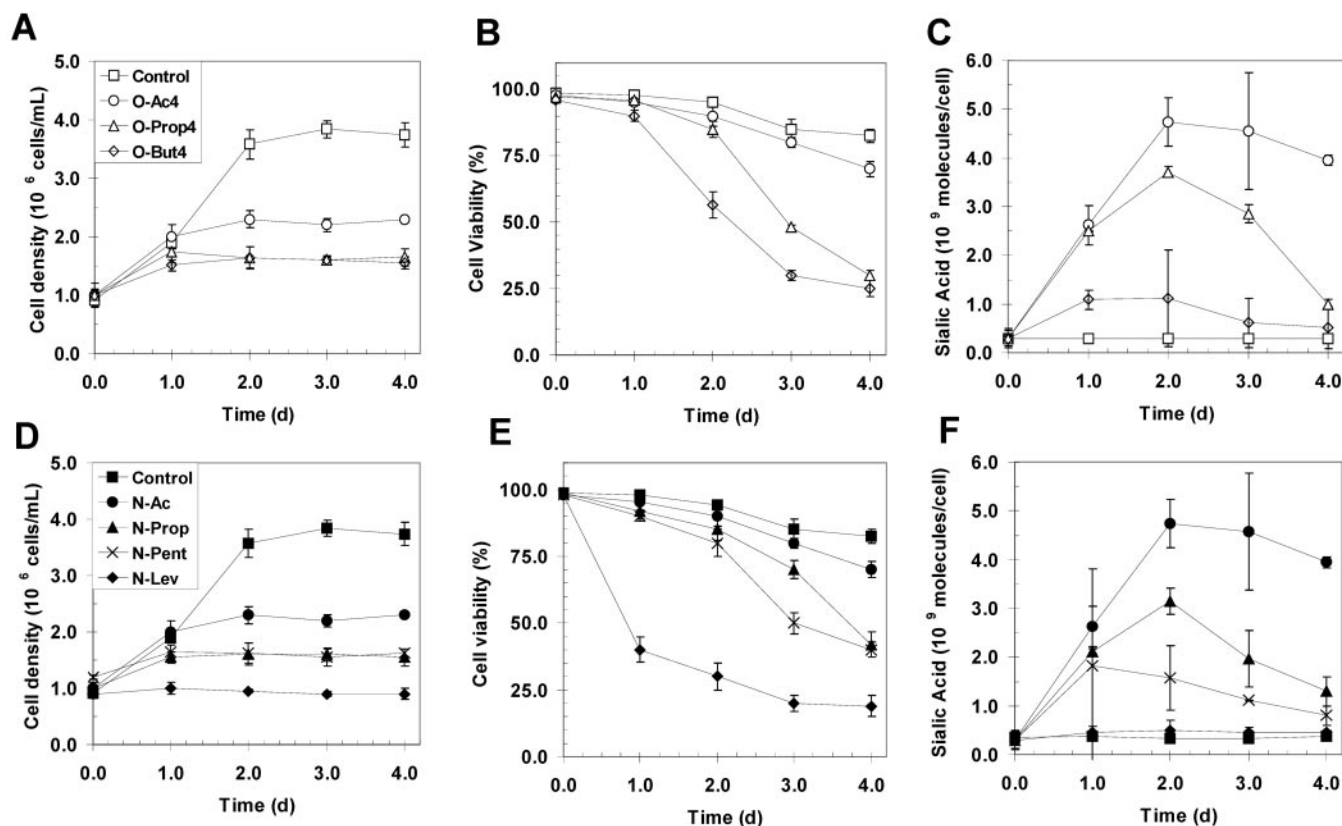 A
Cell density (10 6 cells/mL)
5.0
4.0
3.0
2.0
1.0
0.0
Control
O-Ac4
O-Prop4
O-But4
0.0 1.0 2.0 3.0 4.0
Time (d)
B
Cell Viability (%)
100.0
75.0
50.0
25.0
0.0
0.0 1.0 2.0 3.0 4.0
Time (d)
C
Sialic Acid (10 9 molecules/cell)
6.0
5.0
4.0
3.0
2.0
1.0
0.0
0.0 1.0 2.0 3.0 4.0
Time (d)
D
Cell density (10 6 cells/mL)
5.0
4.0
3.0
2.0
1.0
0.0
Control
N-Ac
N-Prop
N-Pent
N-Lev
0.0 1.0 2.0 3.0 4.0
Time (d)
E
Cell viability (%)
100.0
75.0
50.0
25.0
0.0
0.0 1.0 2.0 3.0 4.0
Time (d)
F
Sialic Acid (10 9 molecules/cell)
6.0
5.0
4.0
3.0
2.0
1.0
0.0
0.0 1.0 2.0 3.0 4.0
Time (d)